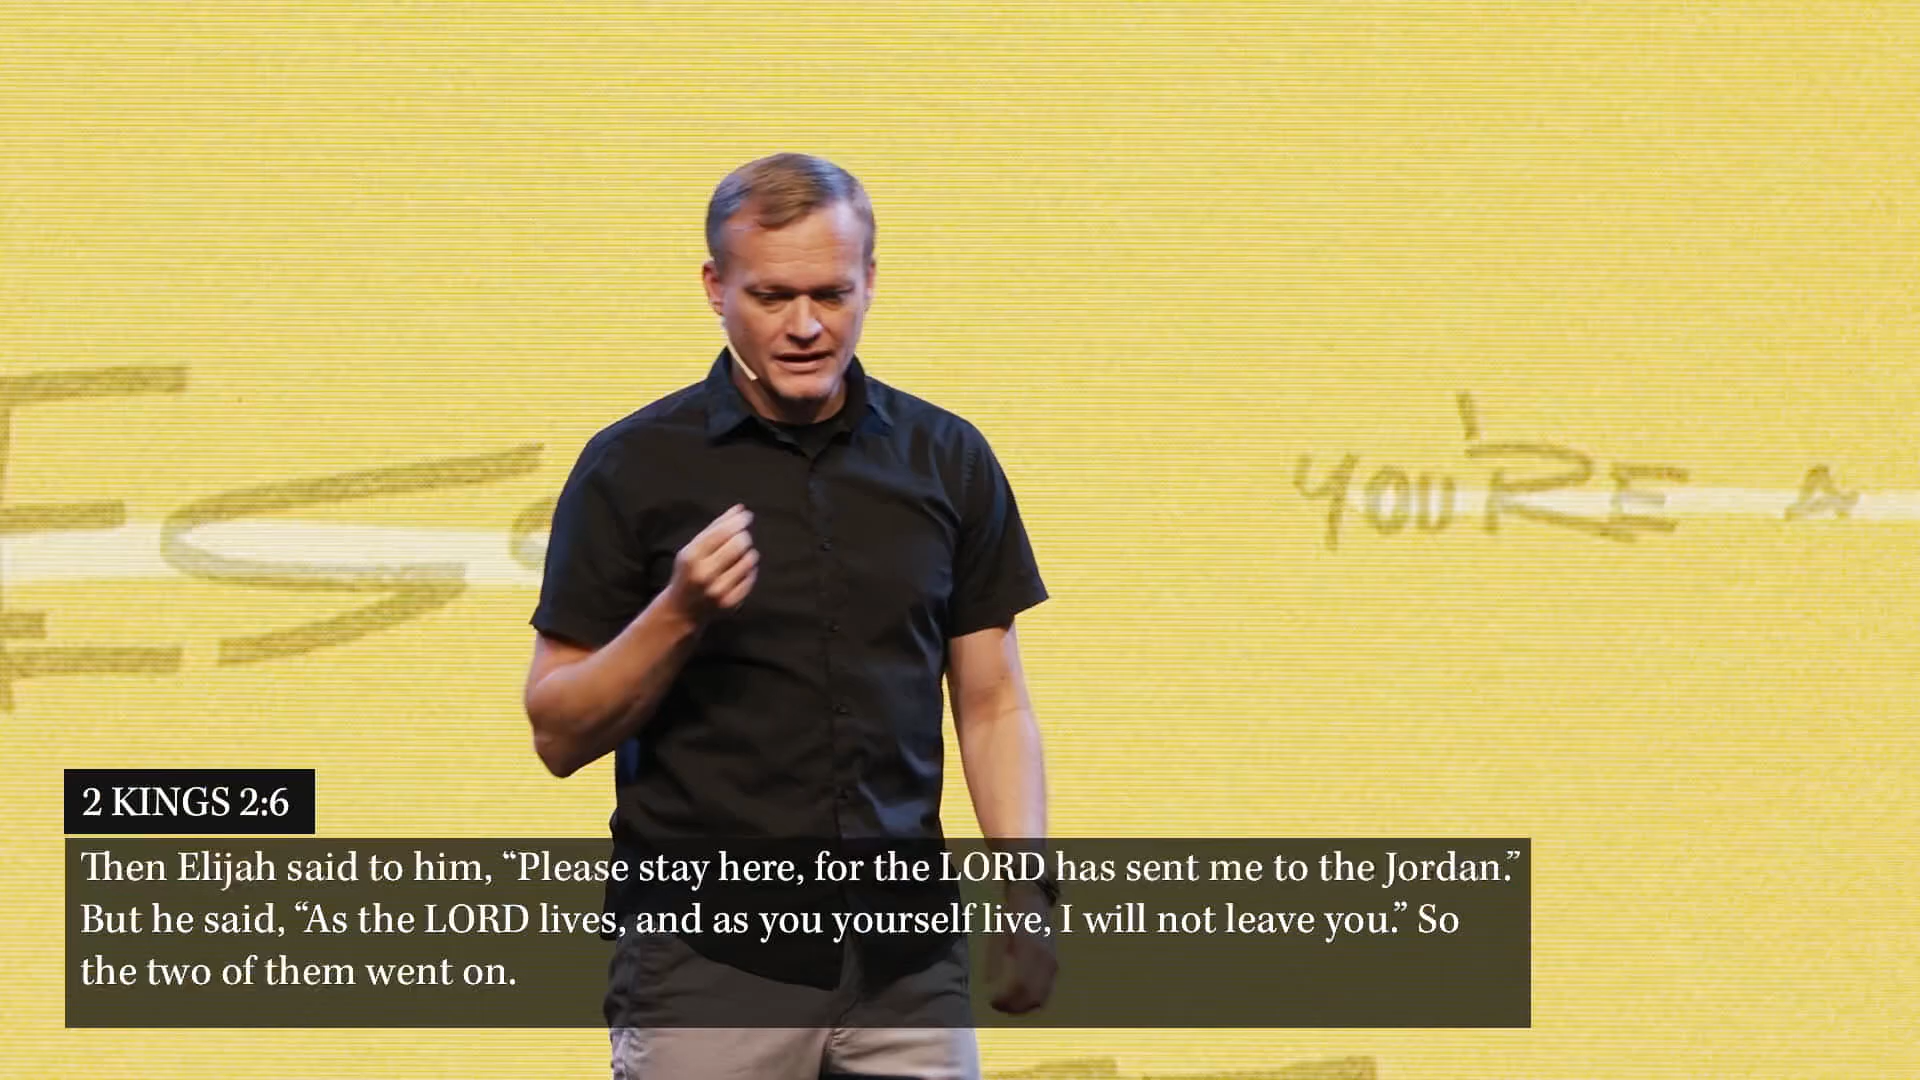 ES
YOU'RE A
2 KINGS 2:6
Then Elijah said to him, “Please stay here, for the LORD has sent me to the Jordan.”
But he said, “As the LORD lives, and as you yourself live, I will not leave you.” So
the two of them went on.